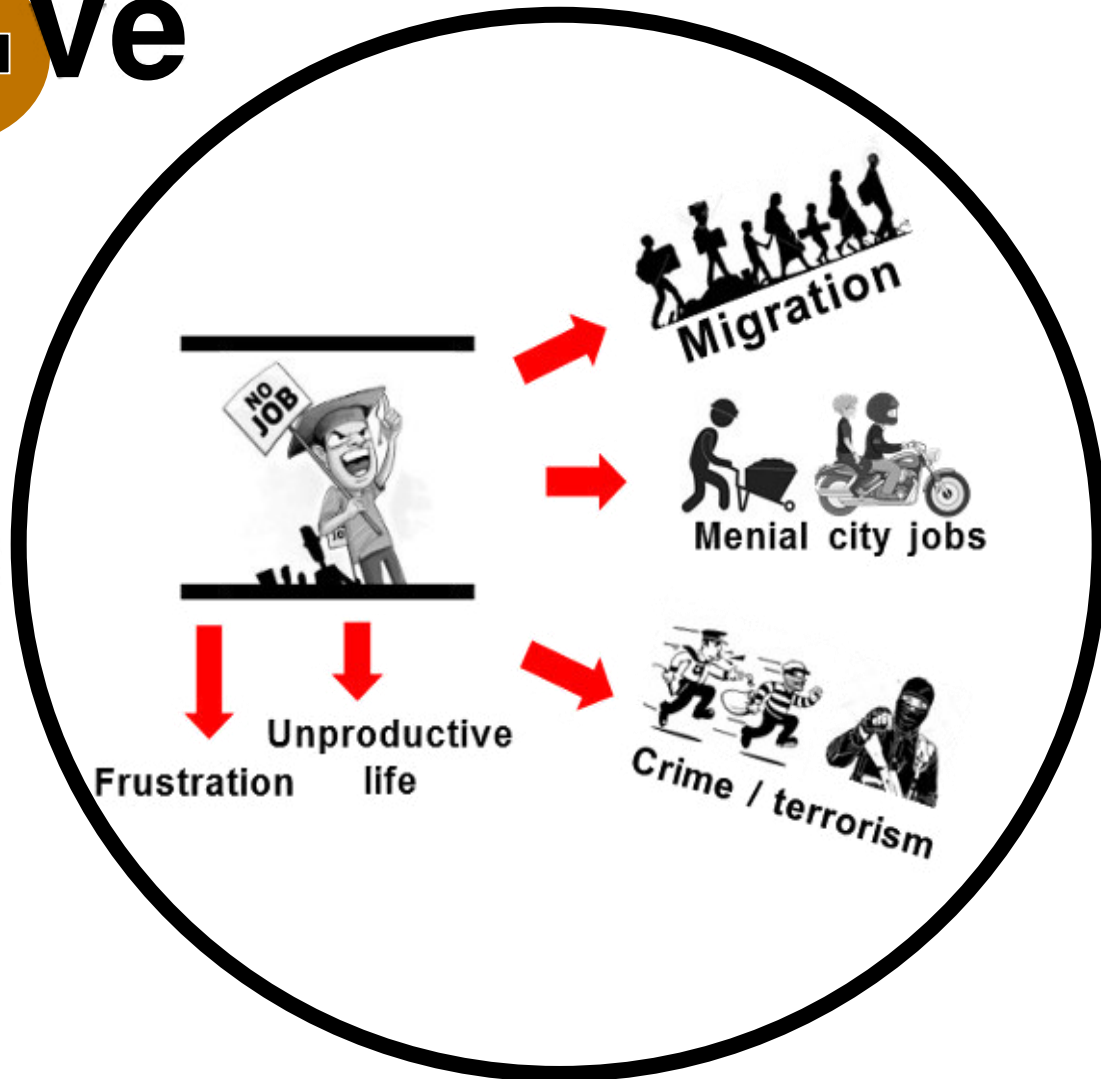 -ve
Migration
NO
JOB
Menial city jobs
Unproductive
life
Frustration
Crime / terrorism